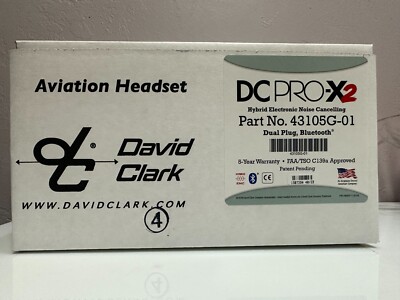 Aviation Headset
dc® David
Clark
WWW.DAVIDCLARK.COM
4
DC PRO-X2
Hybrid Electronic Noise Cancelling
Part No. 43105G-01
Dual Plug, Bluetooth®
5-Year Warranty • FAA/TSO C139a Approved
Patent Pending